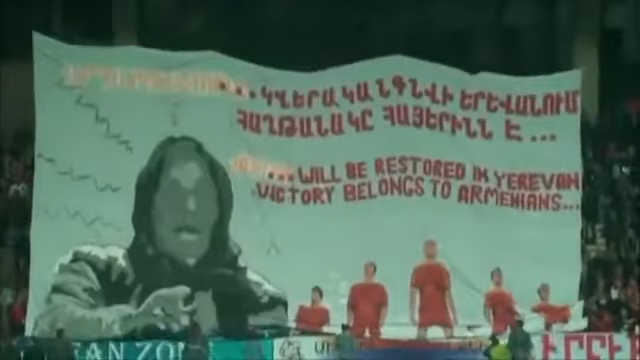 ...ԿՎԵՐԱԿԱՆԳՆՎԻ ԵՐԵՎԱՆՈՒՄ
ՀԱՂԹԱՆԱԿԸ ՀԱՅԵՐԻՆՆ Է...
...WILL BE RESTORED IN YEREVAN
VICTORY BELONGS TO ARMENIANS...